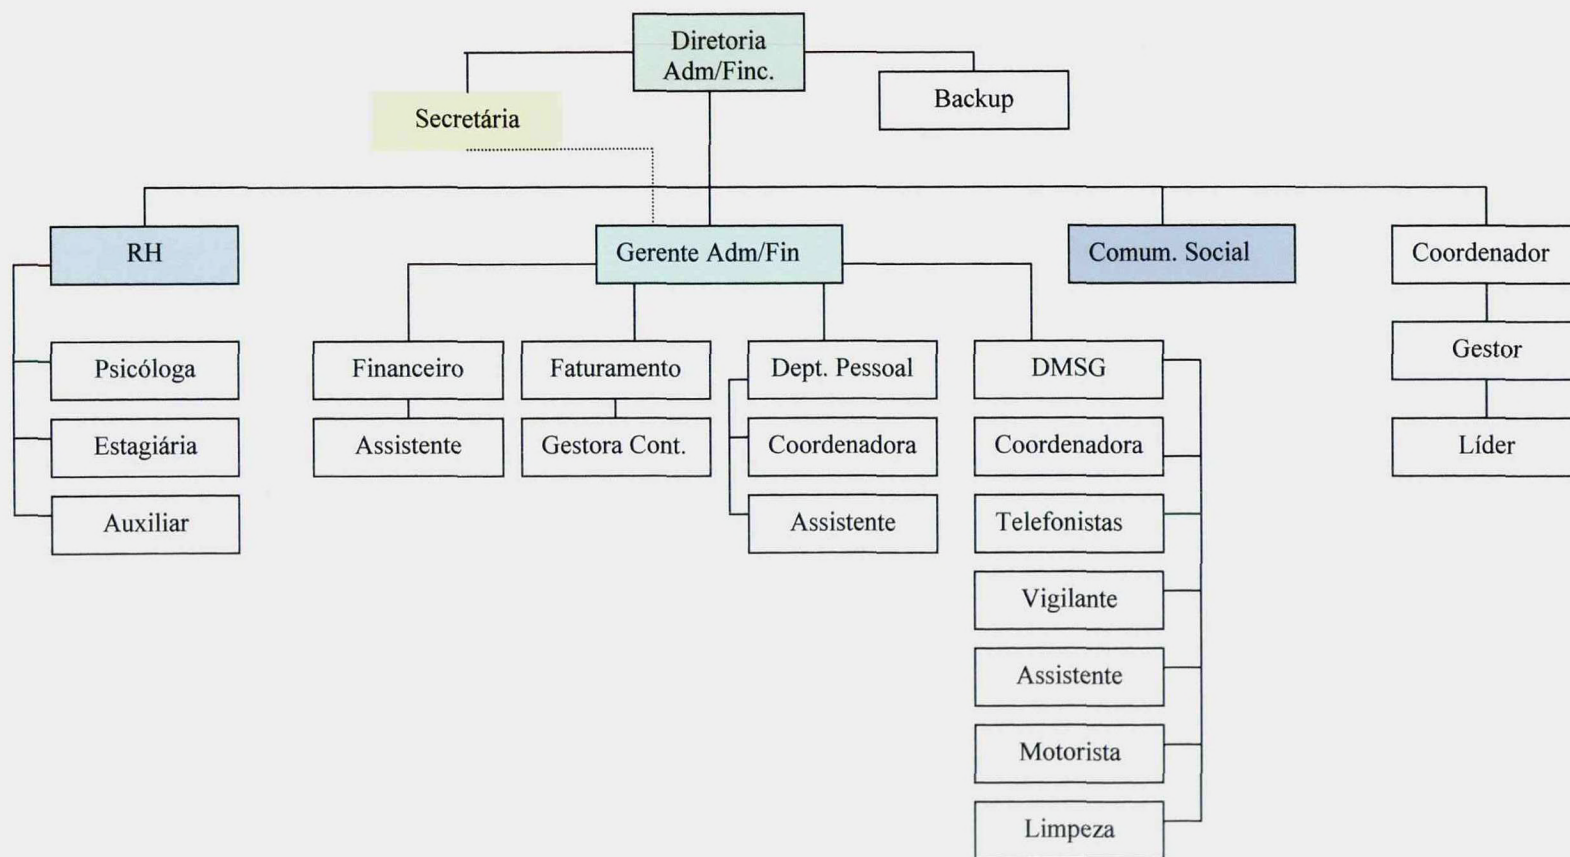 Diretoria
Adm/Finc.
Backup
Secretária
RH
Gerente Adm/Fin
Comum. Social
Coordenador
Psicóloga
Financeiro
Faturamento
Dept. Pessoal
DMSG
Gestor
Estagiária
Assistente
Gestora Cont.
Coordenadora
Coordenadora
Líder
Auxiliar
Assistente
Telefonistas
Vigilante
Assistente
Motorista
Limpeza